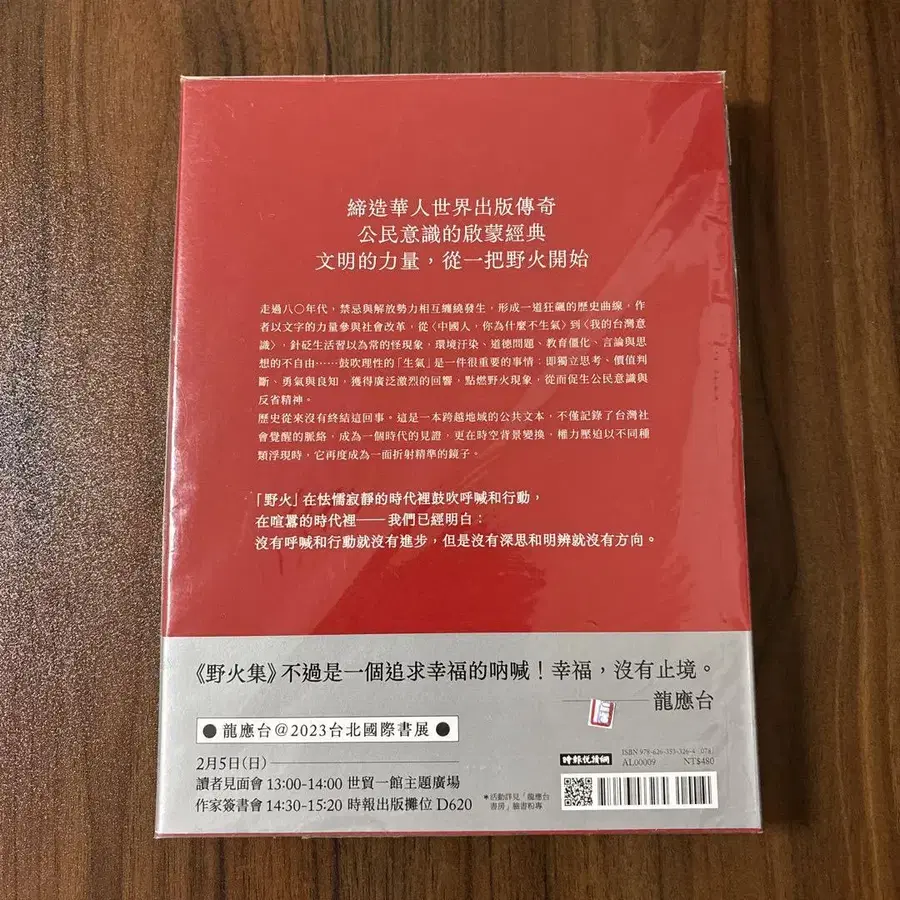 締造華人世界出版傳奇
公民意識的啟蒙經典
文明的力量，從一把野火開始
走過八〇年代，禁忌與解放勢力相互纏繞發生，形成一道狂飆的歷史曲線，作
者以文字的力量參與社會改革，從〈中國人，你為什麼不生氣〉到〈我的台灣意
識〉，針砭生活習以為常的怪現象，環境汙染、道德問題、教育僵化、言論與思
想的不自由……鼓吹理性的「生氣」是一件很重要的事情：即獨立思考、價值判
斷、勇氣與良知，獲得廣泛激烈的回響，點燃野火現象，從而促生公民意識與
反省精神。
歷史從來沒有終結這回事。這是一本跨越地域的公共文本，不僅記錄了台灣社
會覺醒的脈絡，成為一個時代的見證，更在時空背景變換，權力壓迫以不同種
類浮現時，它再度成為一面折射精準的鏡子。
「野火」在怯懦寂靜的時代裡鼓吹呼喊和行動，
在喧囂的時代裡——我們已經明白：
沒有呼喊和行動就沒有進步，但是沒有深思和明辨就沒有方向。
《野火集》不過是一個追求幸福的吶喊！幸福，沒有止境。
——龍應台
● 龍應台@2023台北國際書展 ●
2月5日(日)——
讀者見面會 13:00-14:00 世貿一館主題廣場
作家簽書會 14:30-15:20 時報出版攤位 D620
*活動詳見「龍應台
書房」臉書粉專
時報悅讀網
ISBN 978-626-353-326-4
AL00009 NT$480